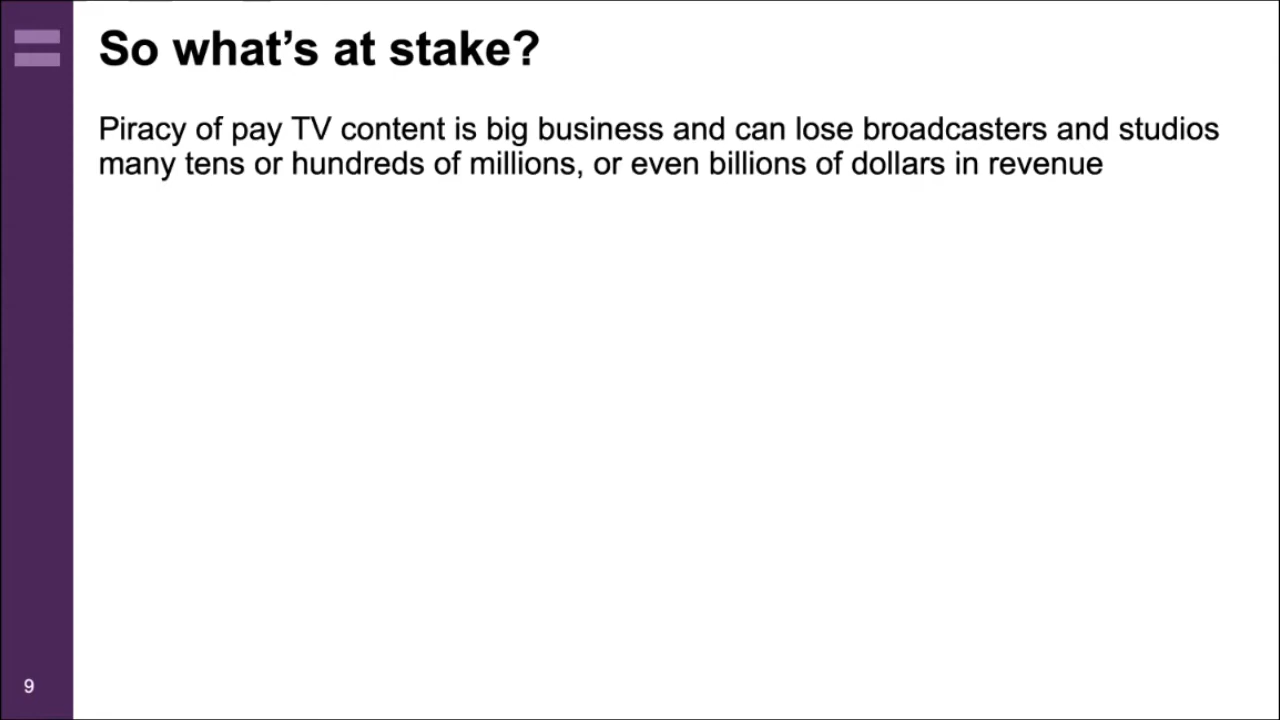 So what’s at stake?
Piracy of pay TV content is big business and can lose broadcasters and studios
many tens or hundreds of millions, or even billions of dollars in revenue
9